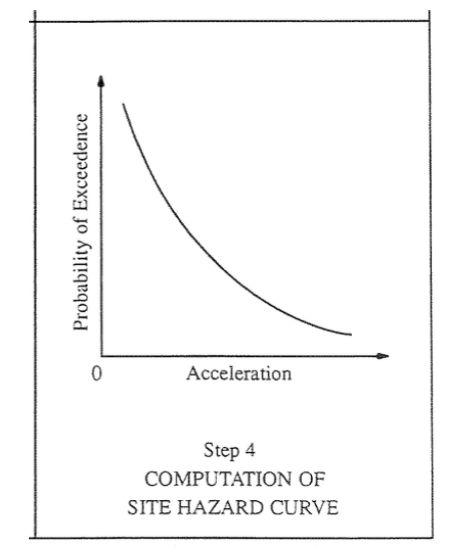 Probability of Exceedence
0
Acceleration
Step 4
COMPUTATION OF
SITE HAZARD CURVE